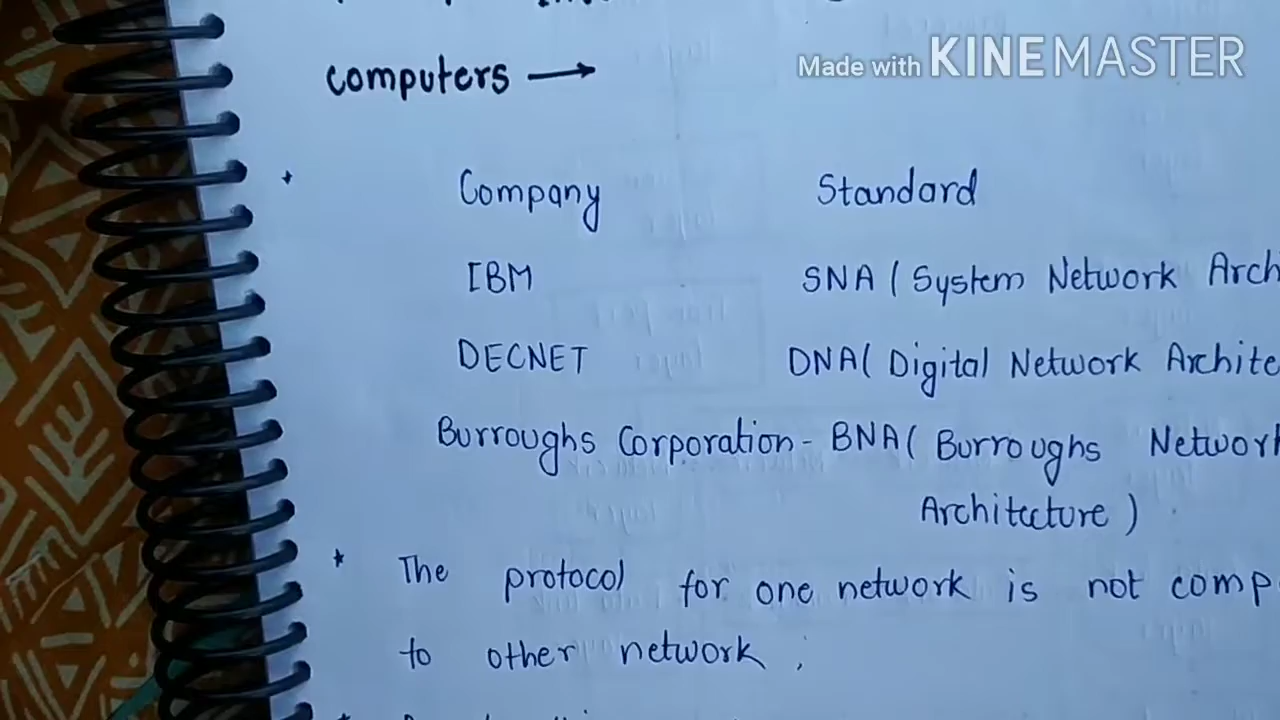 Made with KINEMASTER
computers →
* Company Standard
IBM SNA ( System Network Arch
DECNET DNA( Digital Network Archite
Burroughs Corporation - BNA( Burroughs Network
Architecture )
* The protocol for one network is not comp
to other network ;